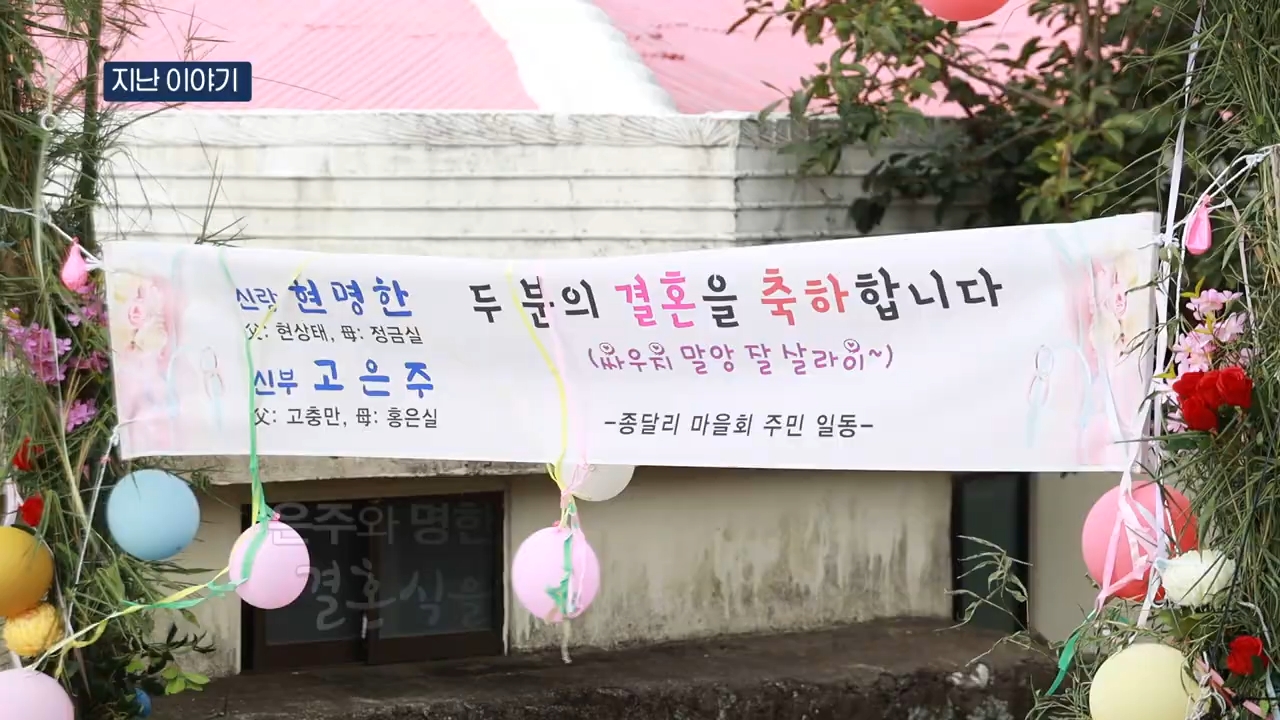 지난 이야기
신랑 현명한
父: 현상태, 母: 정금실
신부 고은주
父: 고충만, 母: 홍은실
두 분의 결혼을 축하합니다
(싸우지 말앙 잘 살라이~)
-종달리 마을회 주민 일동-
은주와 명한
결혼식을